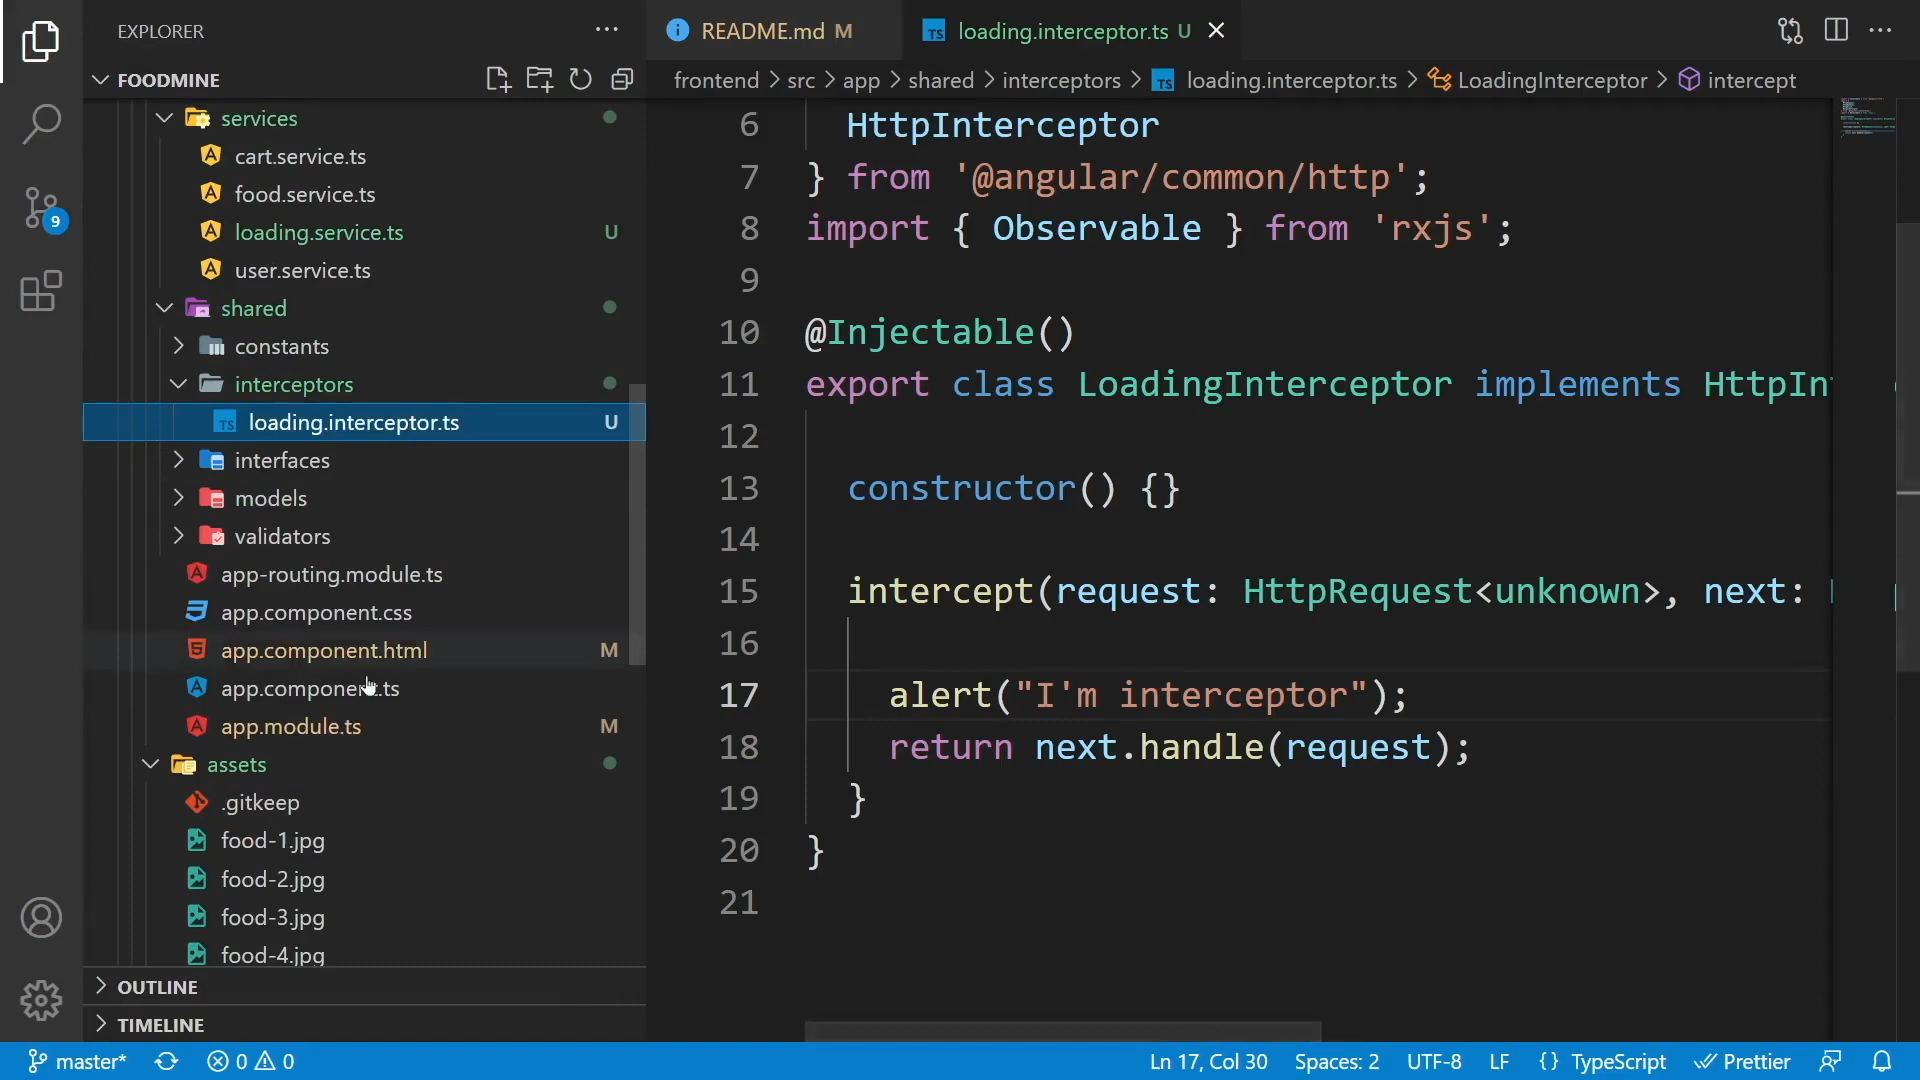 EXPLORER
README.md M
loading.interceptor.ts U
FOODMINE
frontend > src > app > shared > interceptors > TS loading.interceptor.ts > LoadingInterceptor > intercept
services
cart.service.ts
food.service.ts
loading.service.ts U
user.service.ts
shared
constants
interceptors
TS loading.interceptor.ts U
interfaces
models
validators
app-routing.module.ts
app.component.css
app.component.html M
app.component.ts
app.module.ts M
assets
.gitkeep
food-1.jpg
food-2.jpg
food-3.jpg
food-4.jpg
OUTLINE
TIMELINE
9
6 HttpInterceptor
7 } from '@angular/common/http';
8 import { Observable } from 'rxjs';
9
10 @Injectable()
11 export class LoadingInterceptor implements HttpIn
12
13 constructor() {}
14
15 intercept(request: HttpRequest<unknown>, next:
16
17 alert("I'm interceptor");
18 return next.handle(request);
19 }
20 }
21
master* 0 0 Ln 17, Col 30 Spaces: 2 UTF-8 LF {} TypeScript Prettier